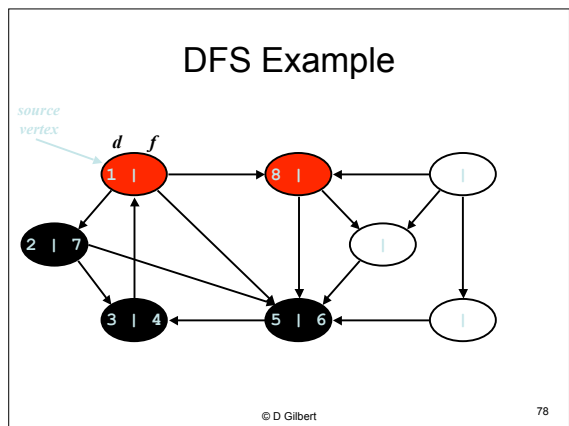 DFS Example
source
vertex
d f
1 |
8 |
|
2 | 7
|
3 | 4
5 | 6
|
© D Gilbert
78